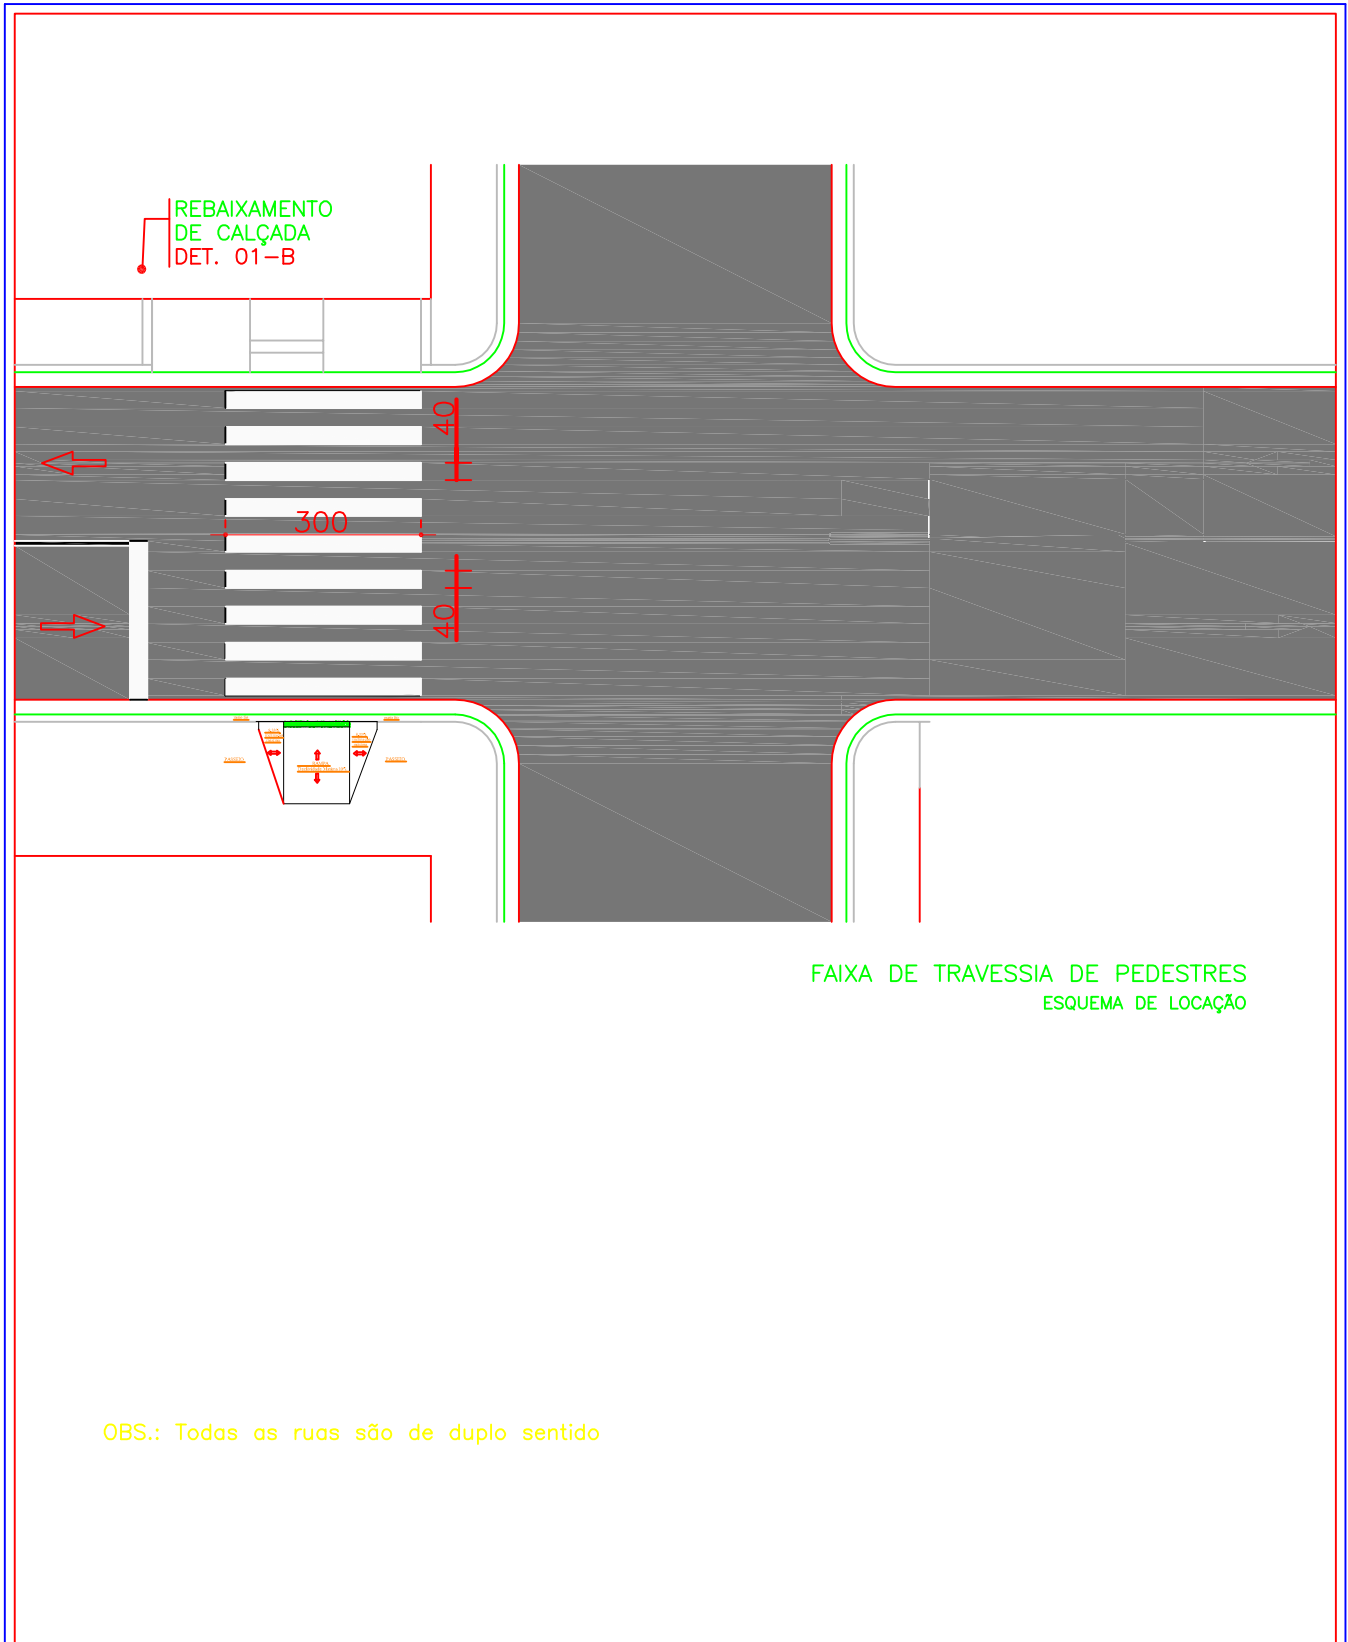 REBAIXAMENTO
DE CALÇADA
DET. 01-B
40
300
40
FAIXA DE TRAVESSIA DE PEDESTRES
ESQUEMA DE LOCAÇÃO
OBS.: Todas as ruas são de duplo sentido